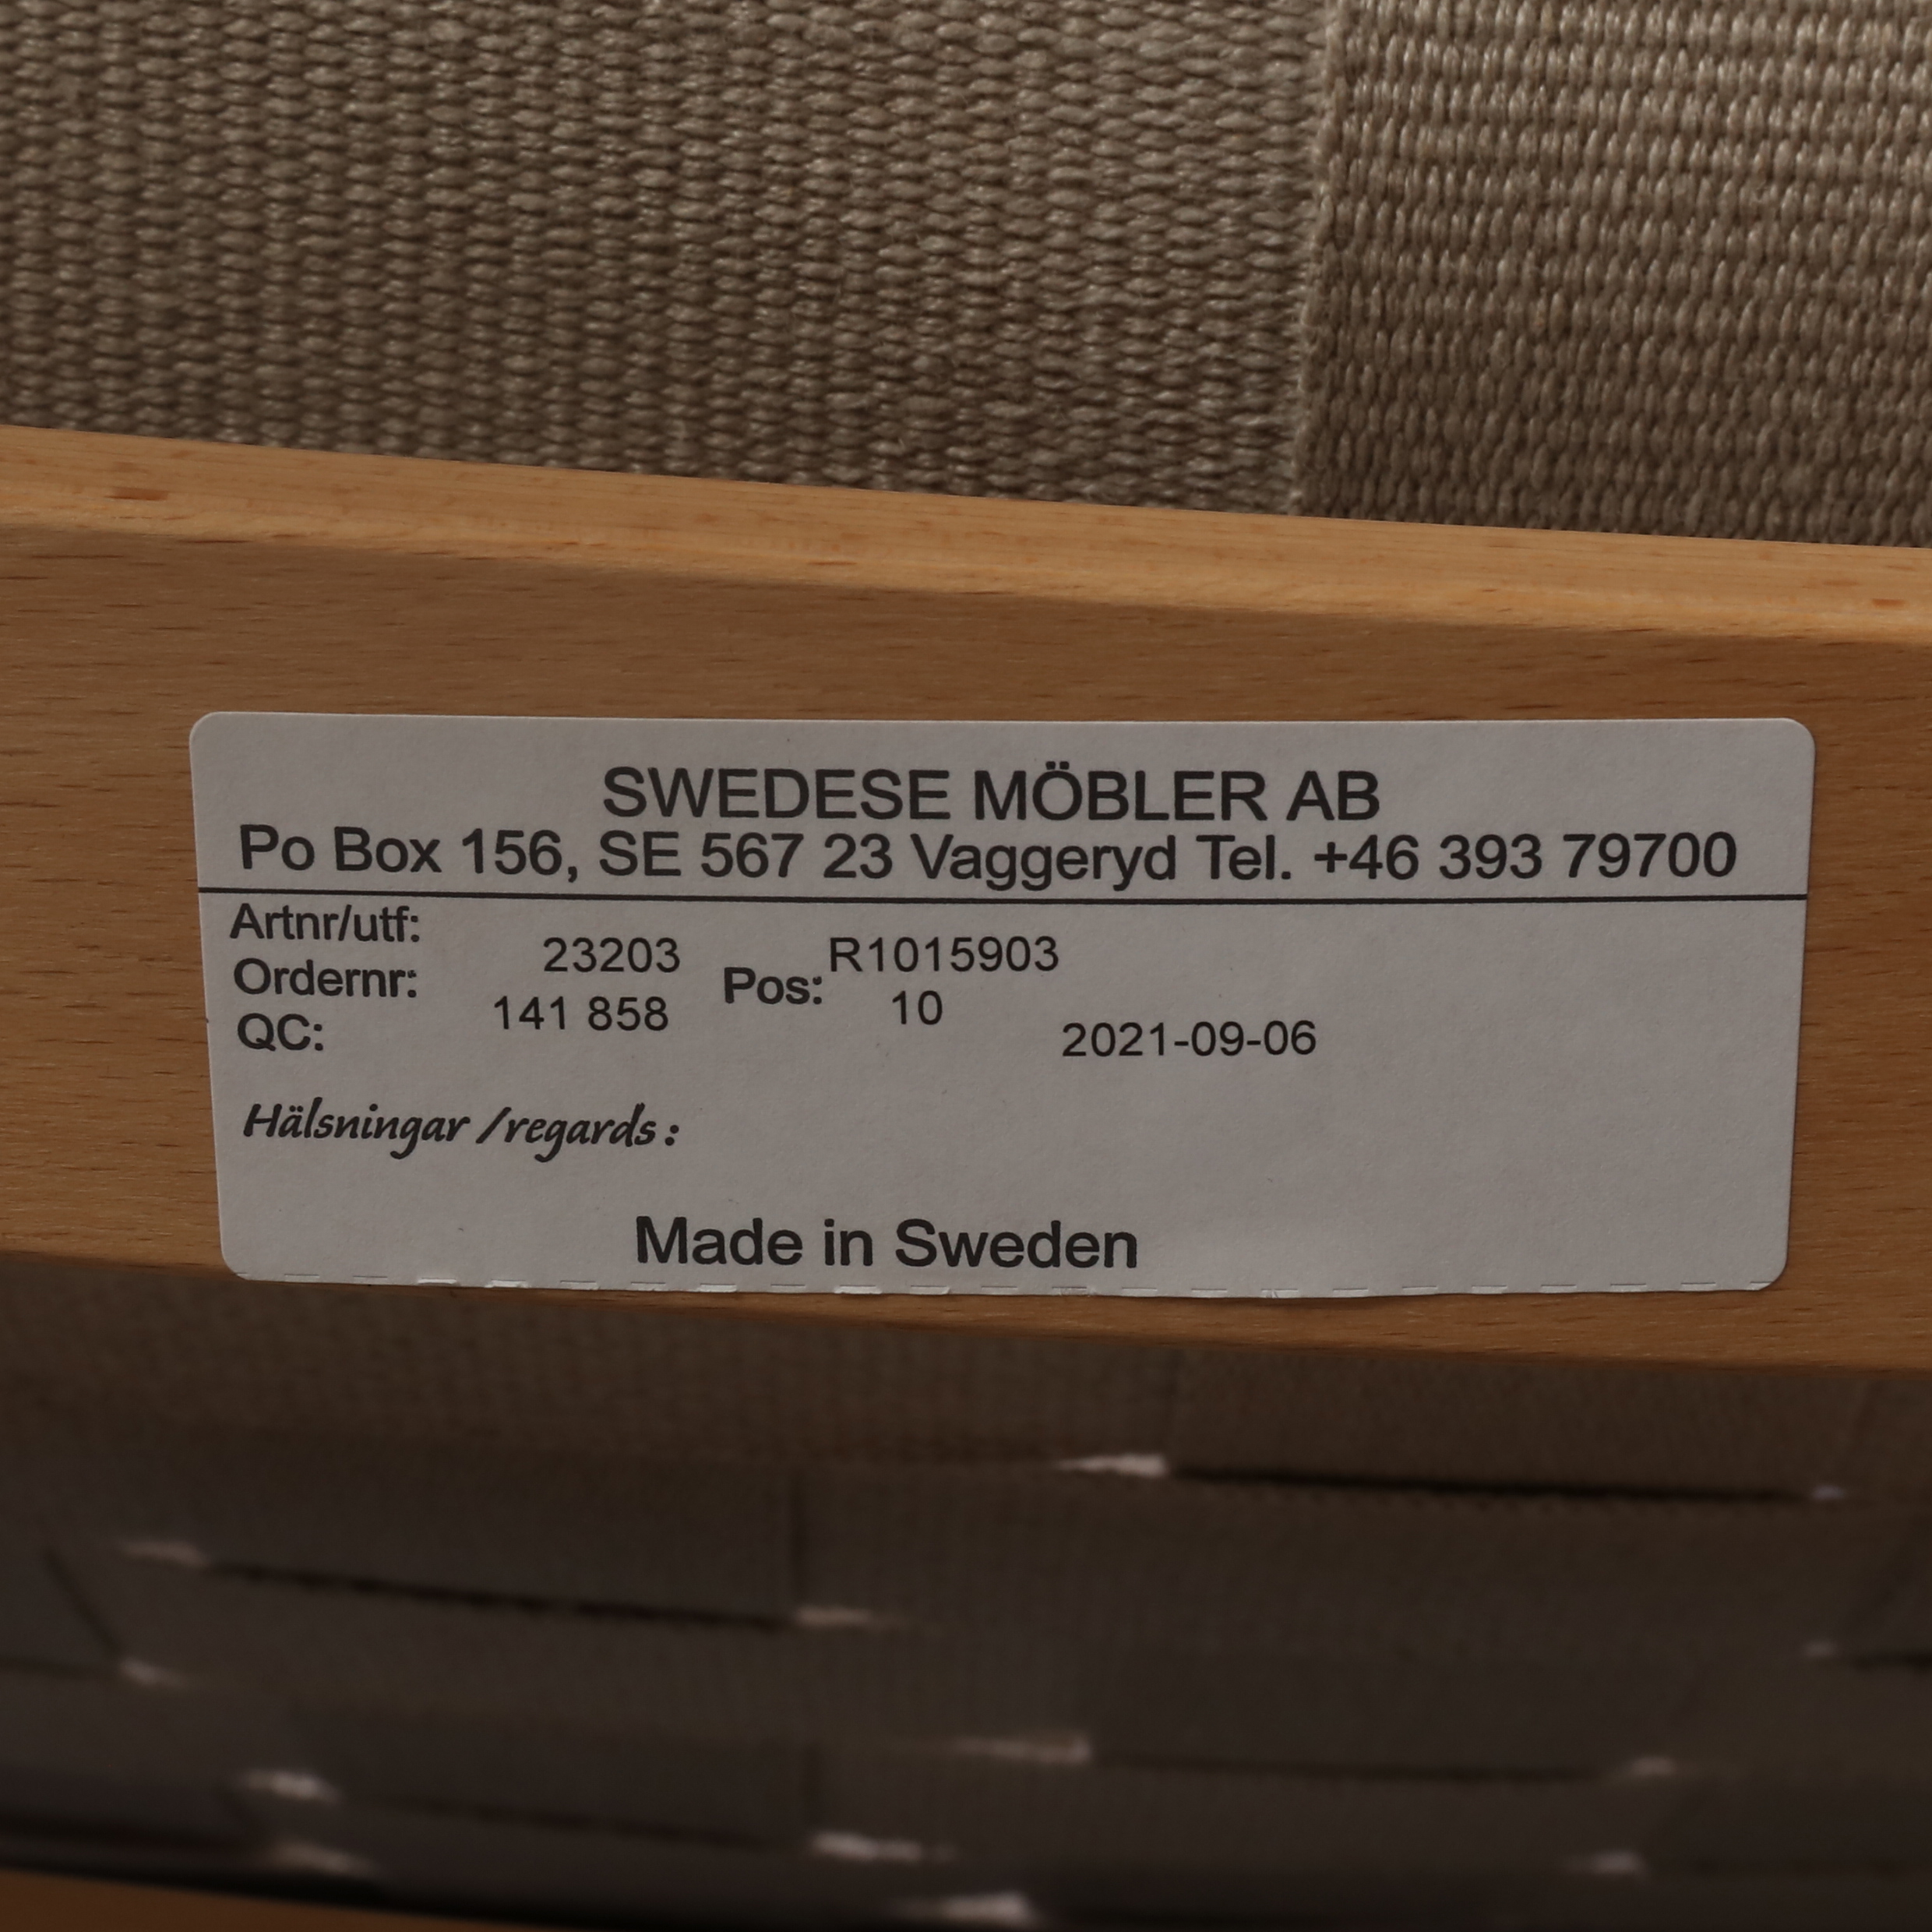 SWEDESE MÖBLER AB
Po Box 156, SE 567 23 Vaggeryd Tel. +46 393 79700
Artnr/utf: 23203 R1015903
Ordernr: 141 858 Pos: 10
QC: 2021-09-06
Hälsningar /regards:
Made in Sweden